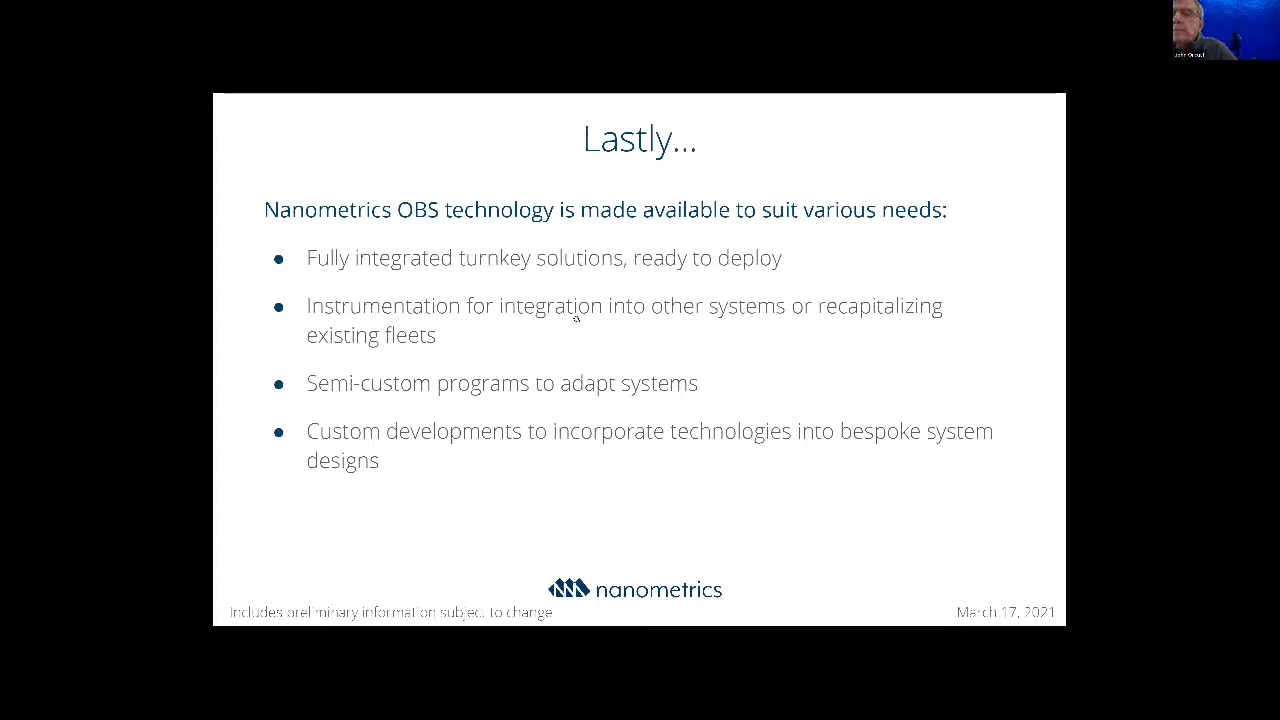 John Orcutt
Lastly...
Nanometrics OBS technology is made available to suit various needs:
● Fully integrated turnkey solutions, ready to deploy
● Instrumentation for integration into other systems or recapitalizing
existing fleets
● Semi-custom programs to adapt systems
● Custom developments to incorporate technologies into bespoke system
designs
nanometrics
Includes preliminary information subject to change
March 17, 2021